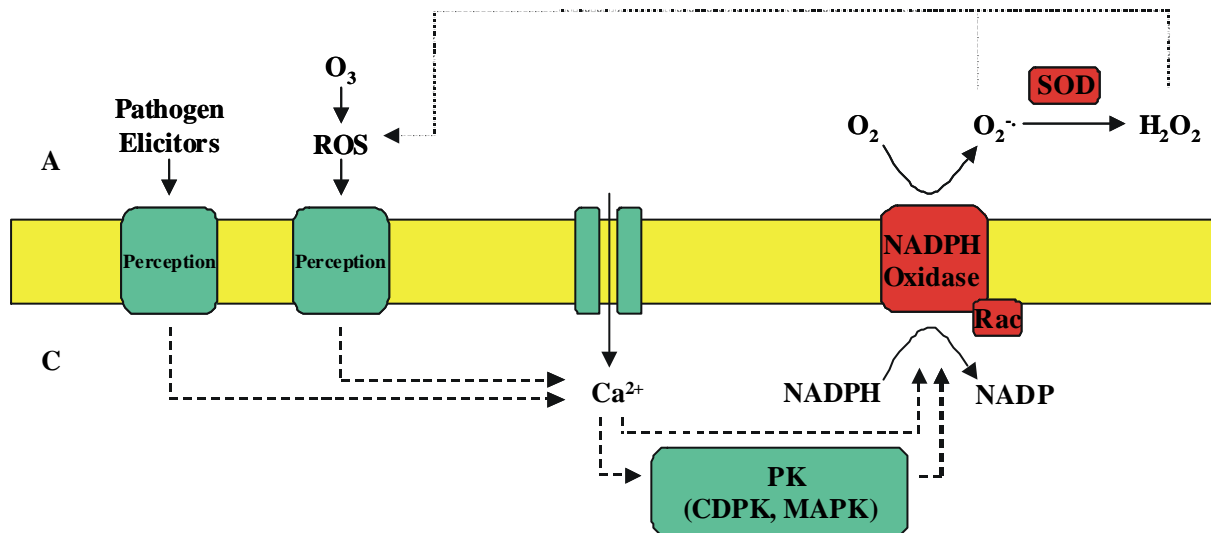 O₃
SOD
Pathogen
Elicitors
ROS
O₂
O₂⁻·
H₂O₂
A
Perception
Perception
NADPH
Oxidase
Rac
C
Ca²⁺
NADPH
NADP
PK
(CDPK, MAPK)